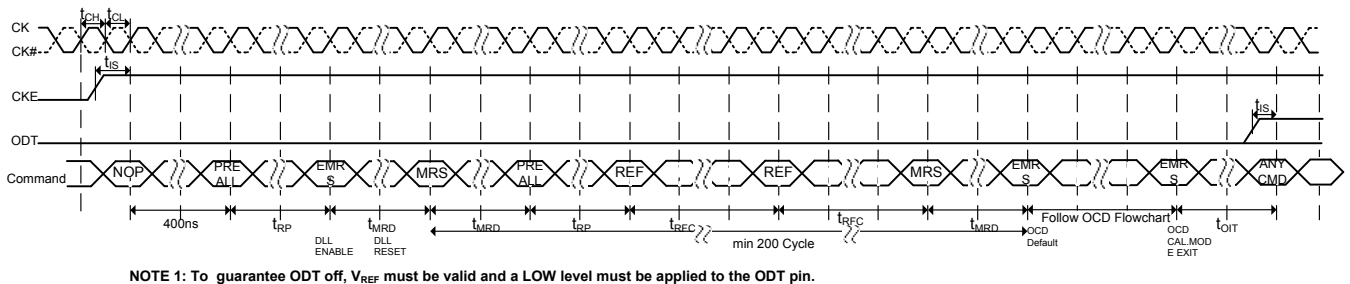 tCH tCL
CK
CK#
tIS
CKE
tIS
ODT
Command NOP PRE ALL EMR S MRS PRE ALL REF REF MRS EMR S EMR S ANY CMD
400ns tRP tMRD tMRD tRP tRFC tRFC tMRD Follow OCD Flowchart tOIT
min 200 Cycle
DLL ENABLE
DLL RESET
OCD Default
OCD CAL.MOD E EXIT
NOTE 1: To guarantee ODT off, VREF must be valid and a LOW level must be applied to the ODT pin.